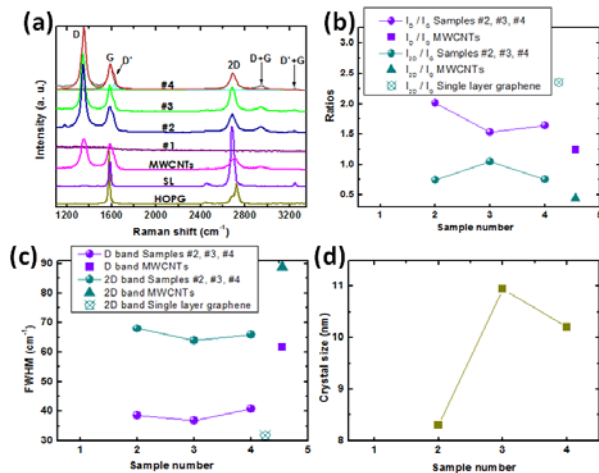 (a)
D
G
D'
2D
D+G
D'+G
#4
#3
#2
#1
MWCNTs
SL
HOPG
Intensity (a. u.)
1200 1600 2400 2800 3200
Raman shift (cm-1)
(b)
ID / IG Samples #2, #3, #4
ID / IG MWCNTs
I2D / IG Samples #2, #3, #4
I2D / IG MWCNTs
I2D / IG Single layer graphene
3.0
2.5
2.0
1.5
1.0
0.5
Ratios
1 2 3 4 5
Sample number
(c)
D band Samples #2, #3, #4
D band MWCNTs
2D band Samples #2, #3, #4
2D band MWCNTs
2D band Single layer graphene
90
80
70
60
50
40
30
FWHM (cm-1)
1 2 3 4 5
Sample number
(d)
11
10
9
8
Crystal size (nm)
1 2 3 4 5
Sample number